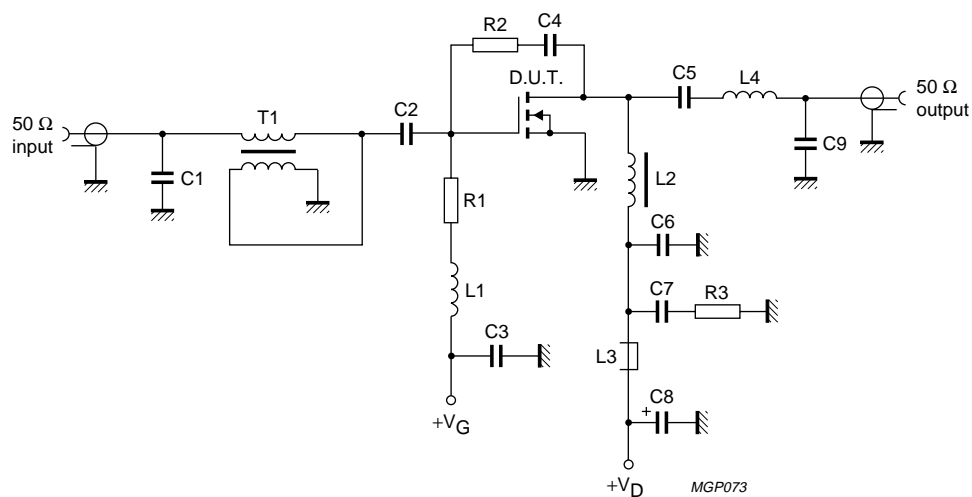 R2
C4
D.U.T.
C5
L4
50 Ω
input
T1
C2
50 Ω
output
C1
C9
R1
L2
C6
L1
C7
R3
C3
L3
C8
+
+VG
+VD
MGP073